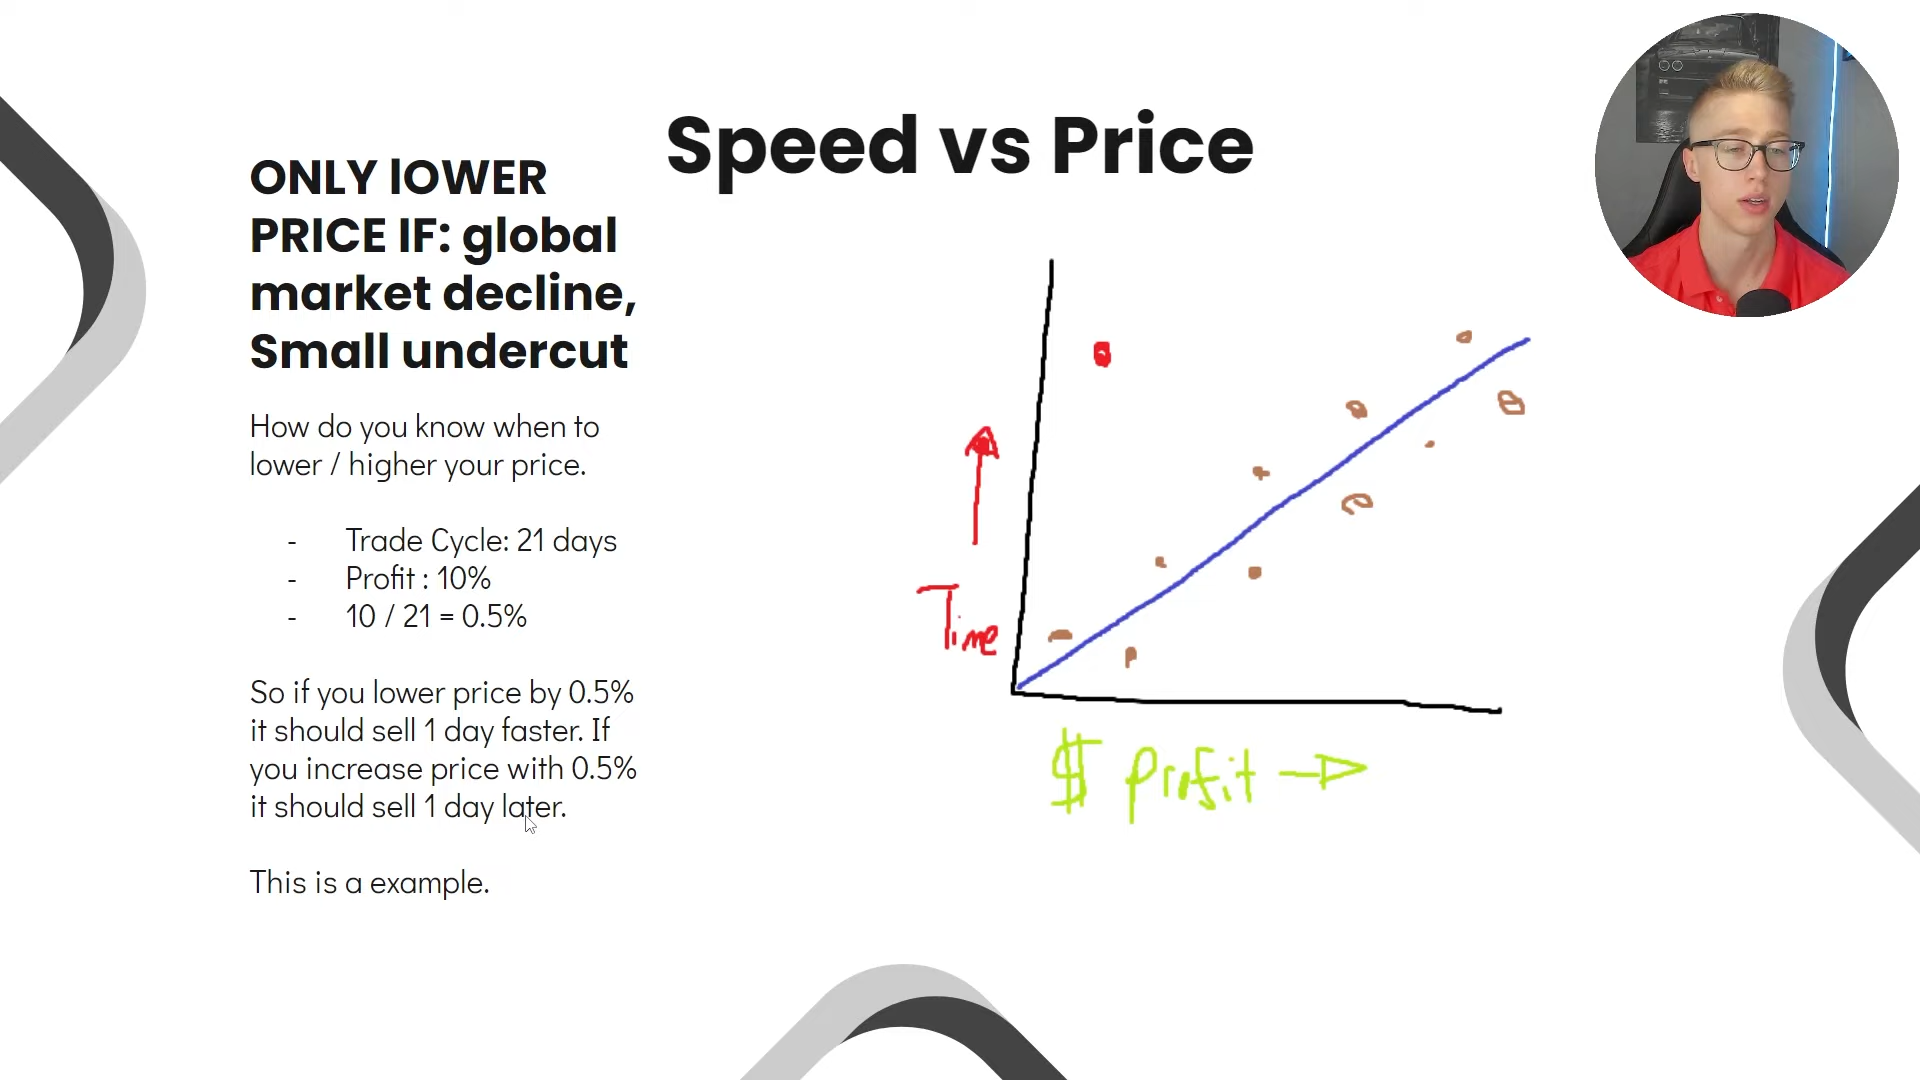 Speed vs Price
ONLY lOWER
PRICE IF: global
market decline,
Small undercut
How do you know when to
lower / higher your price.
- Trade Cycle: 21 days
- Profit : 10%
- 10 / 21 = 0.5%
So if you lower price by 0.5%
it should sell 1 day faster. If
you increase price with 0.5%
it should sell 1 day later.
This is a example.
Time
$ Profit